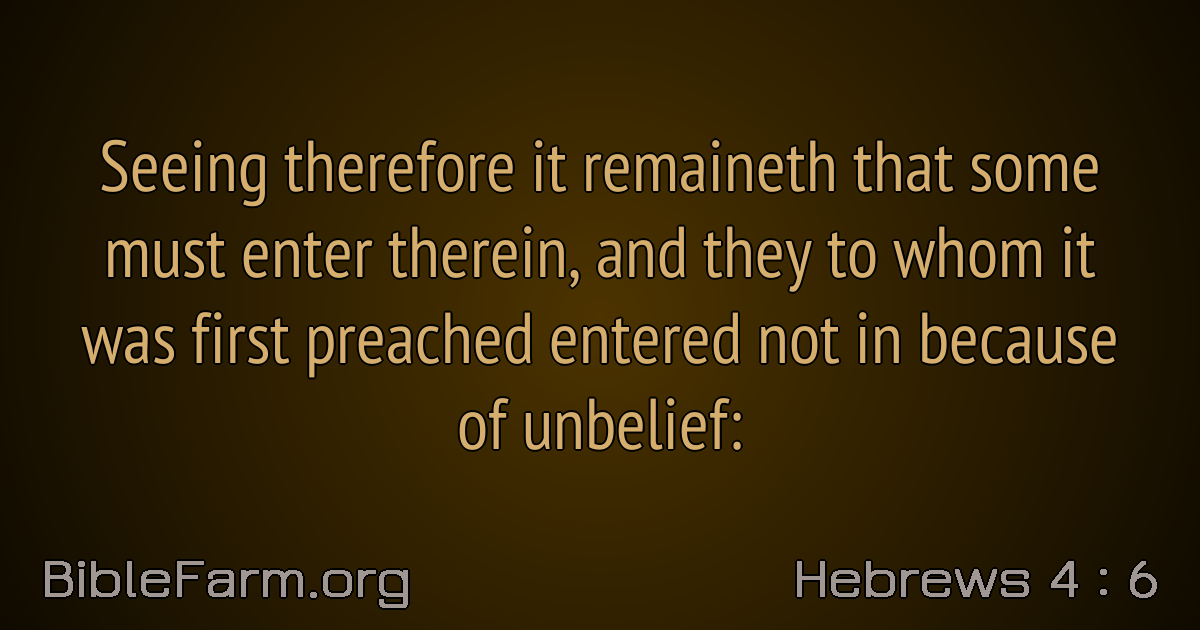 Seeing therefore it remaineth that some
must enter therein, and they to whom it
was first preached entered not in because
of unbelief:
BibleFarm.org
Hebrews 4 : 6